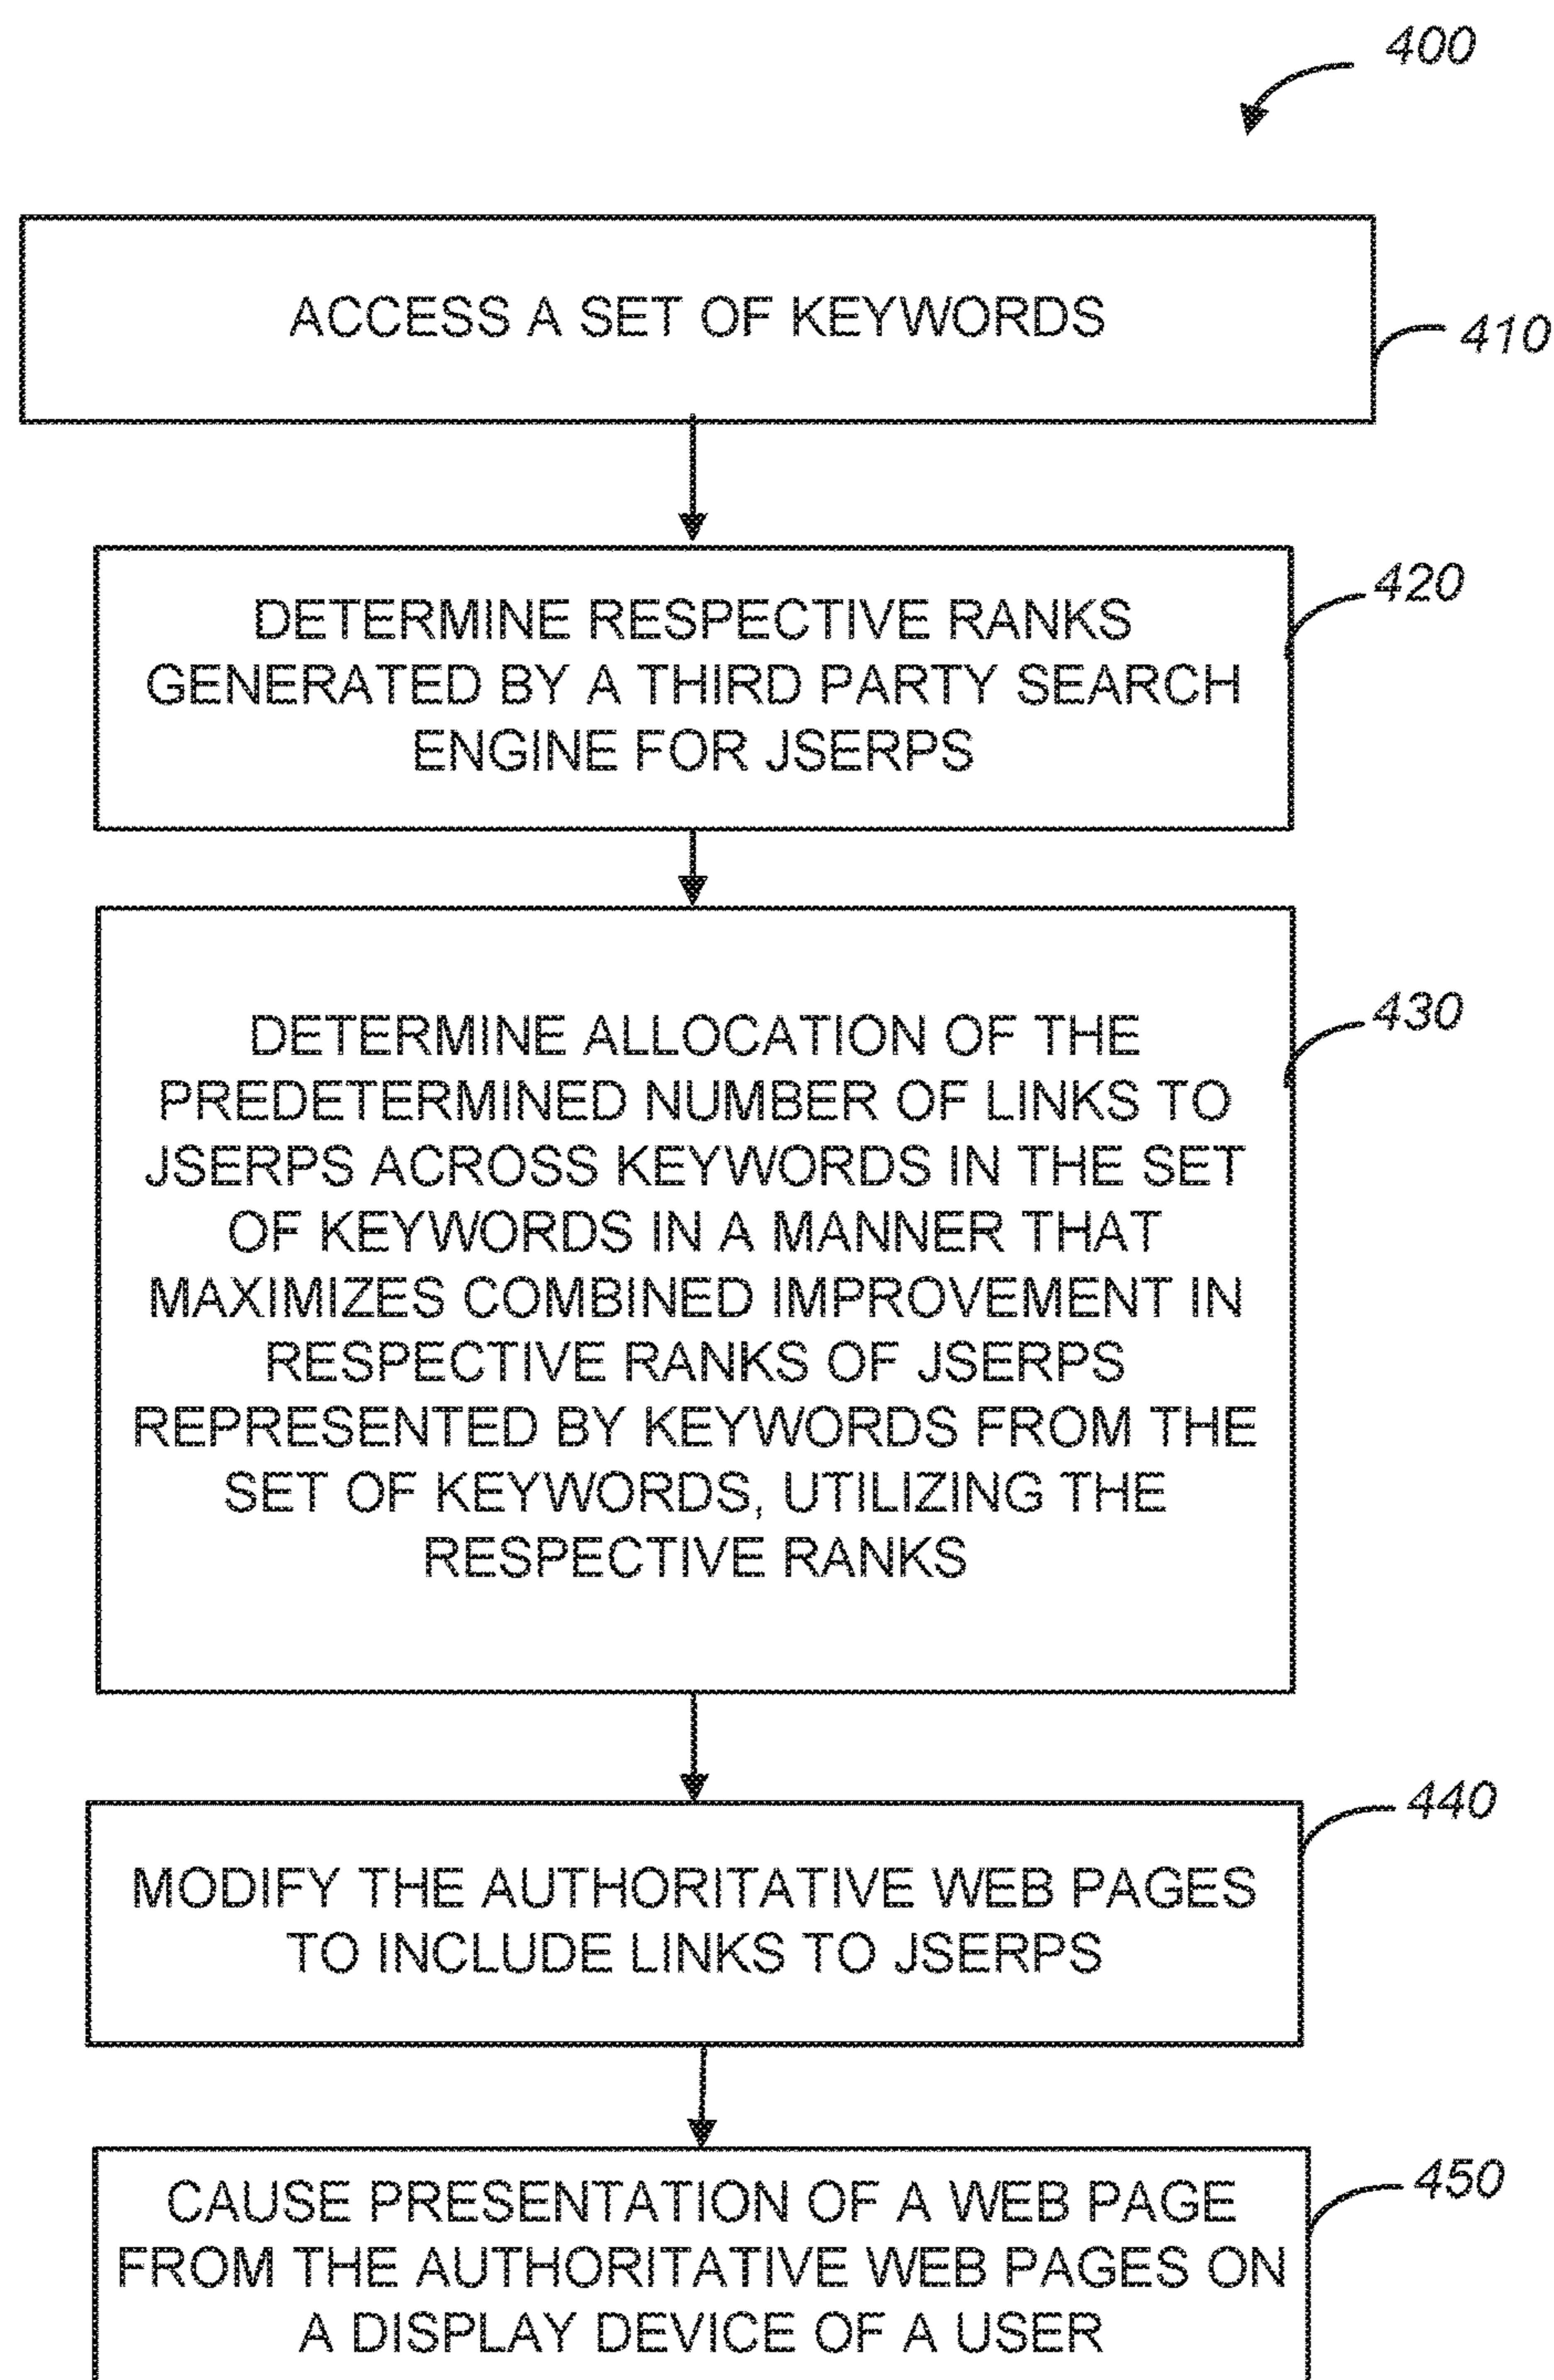 400
ACCESS A SET OF KEYWORDS
410
DETERMINE RESPECTIVE RANKS
GENERATED BY A THIRD PARTY SEARCH
ENGINE FOR JSERPS
420
DETERMINE ALLOCATION OF THE
PREDETERMINED NUMBER OF LINKS TO
JSERPS ACROSS KEYWORDS IN THE SET
OF KEYWORDS IN A MANNER THAT
MAXIMIZES COMBINED IMPROVEMENT IN
RESPECTIVE RANKS OF JSERPS
REPRESENTED BY KEYWORDS FROM THE
SET OF KEYWORDS, UTILIZING THE
RESPECTIVE RANKS
430
MODIFY THE AUTHORITATIVE WEB PAGES
TO INCLUDE LINKS TO JSERPS
440
CAUSE PRESENTATION OF A WEB PAGE
FROM THE AUTHORITATIVE WEB PAGES ON
A DISPLAY DEVICE OF A USER
450